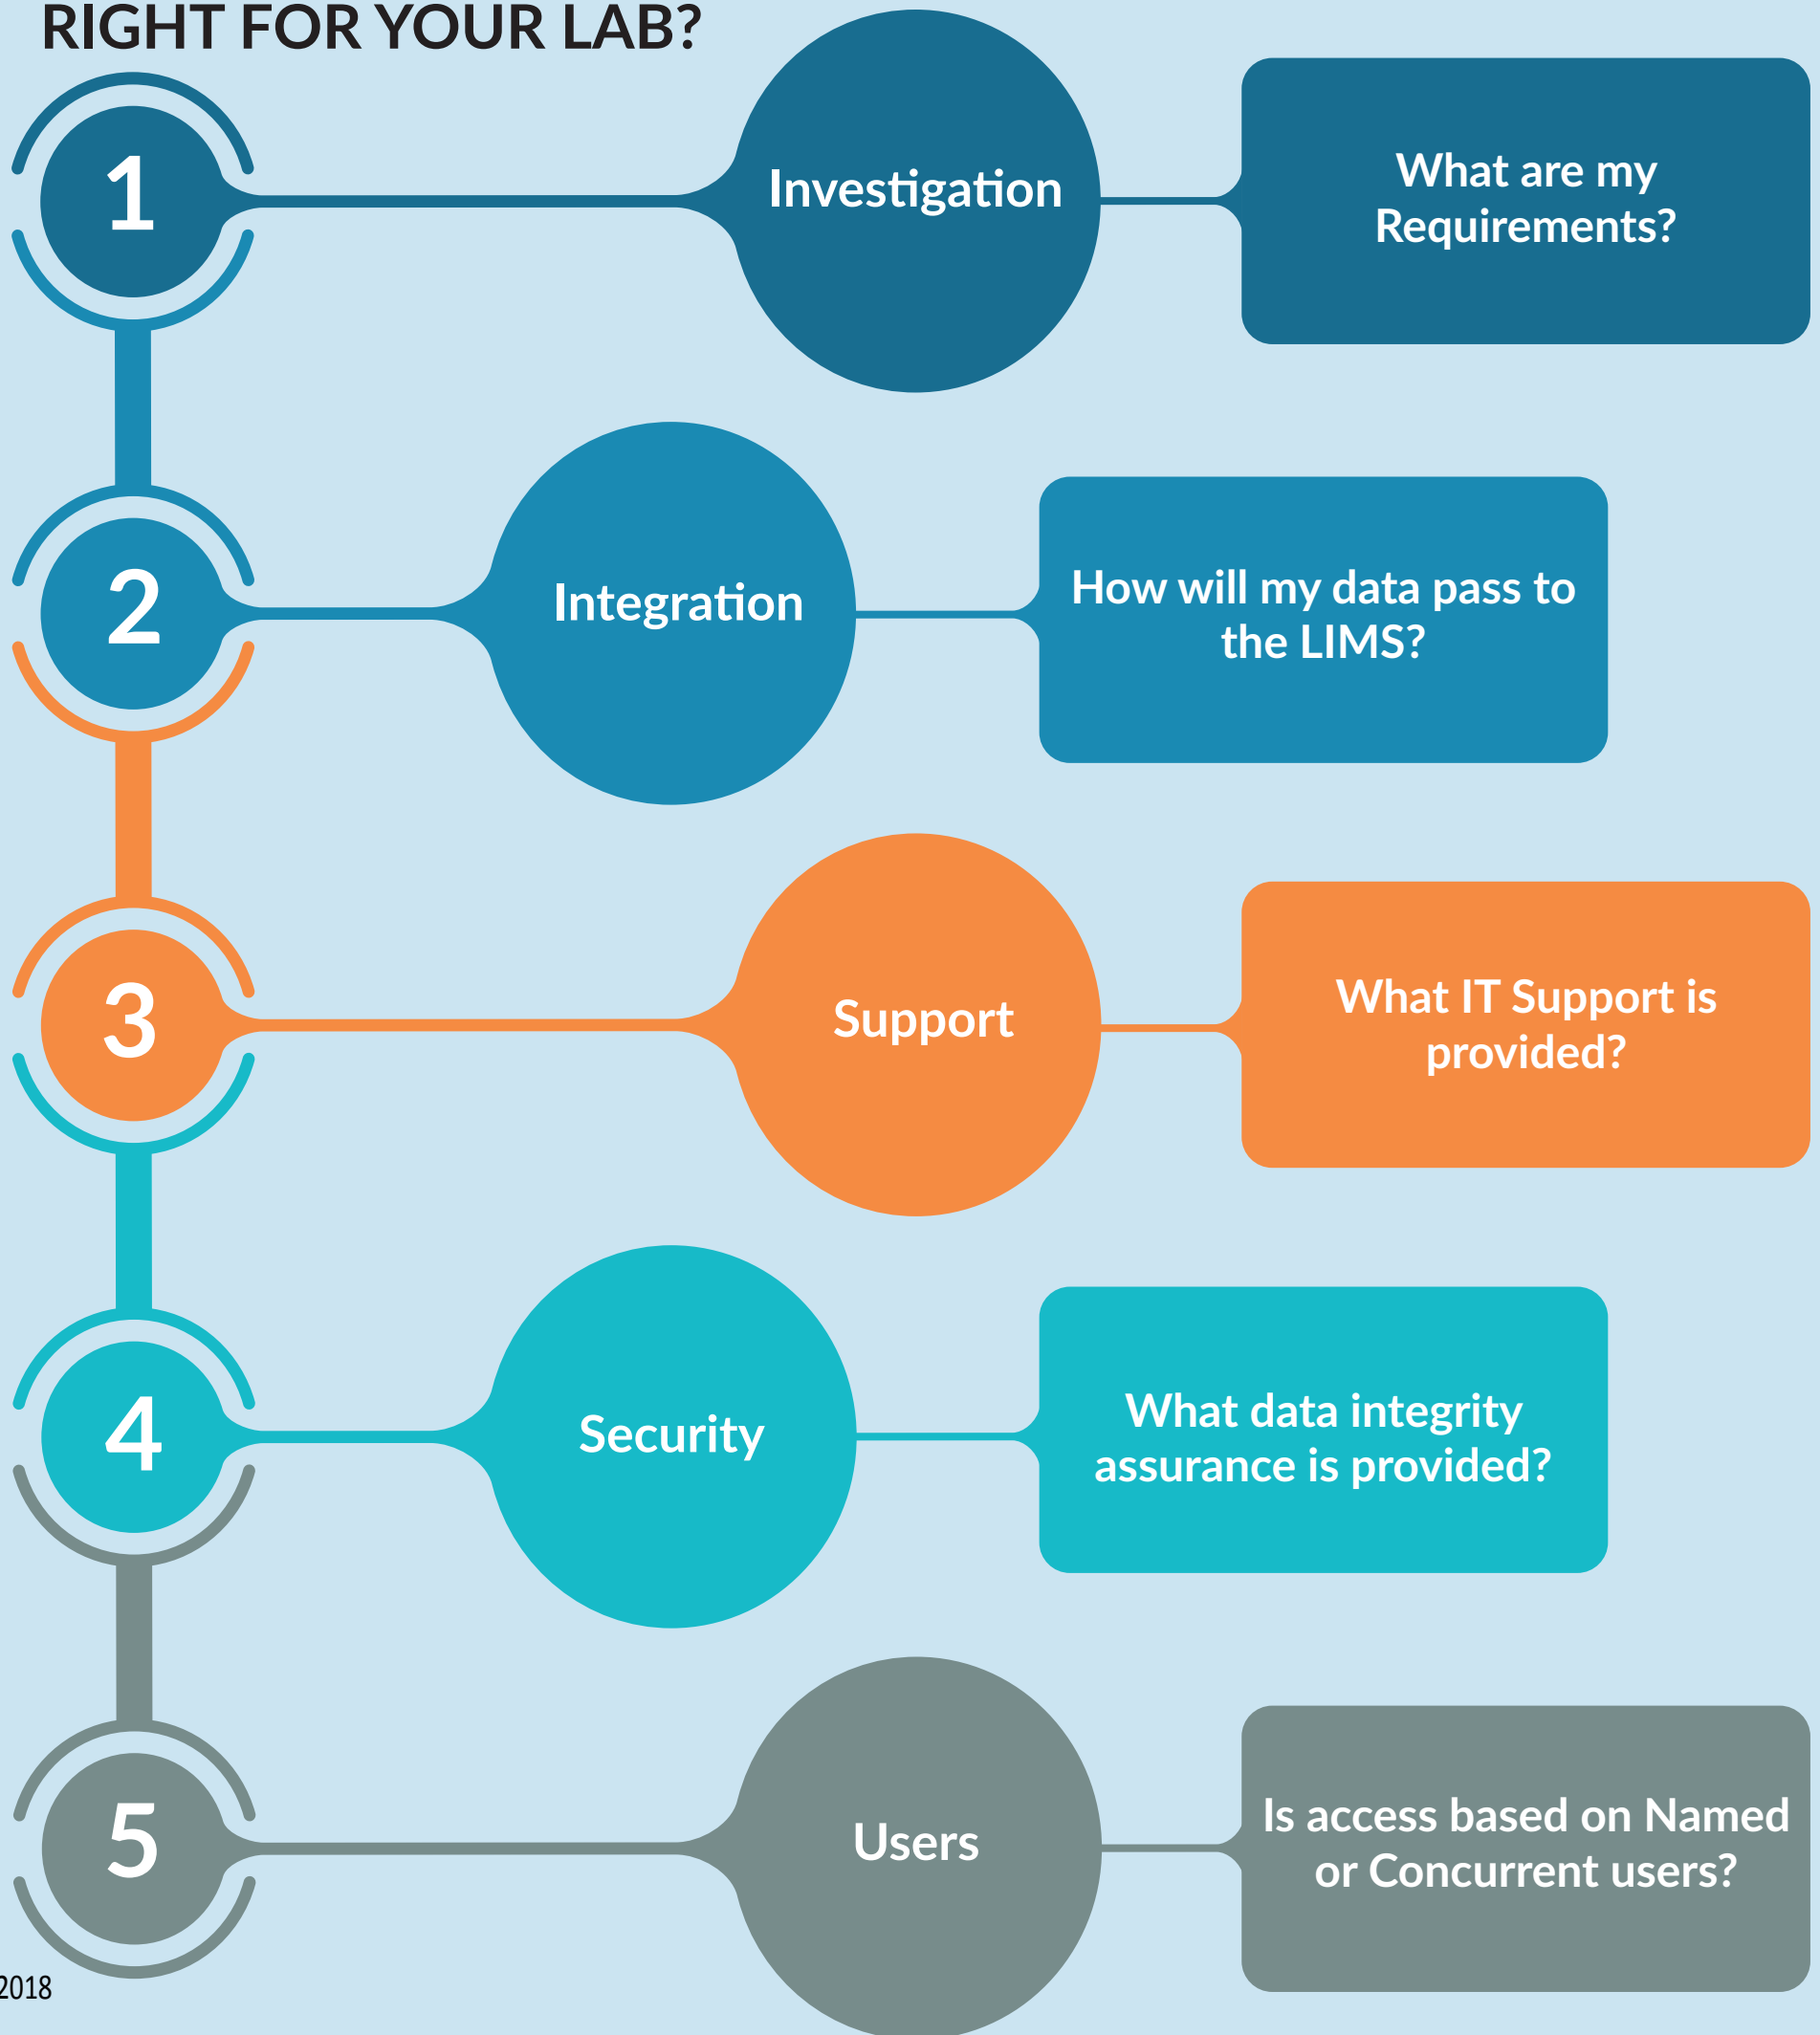 RIGHT FOR YOUR LAB?
1
Investigation
What are my
Requirements?
2
Integration
How will my data pass to
the LIMS?
3
Support
What IT Support is
provided?
4
Security
What data integrity
assurance is provided?
5
Users
Is access based on Named
or Concurrent users?
2018